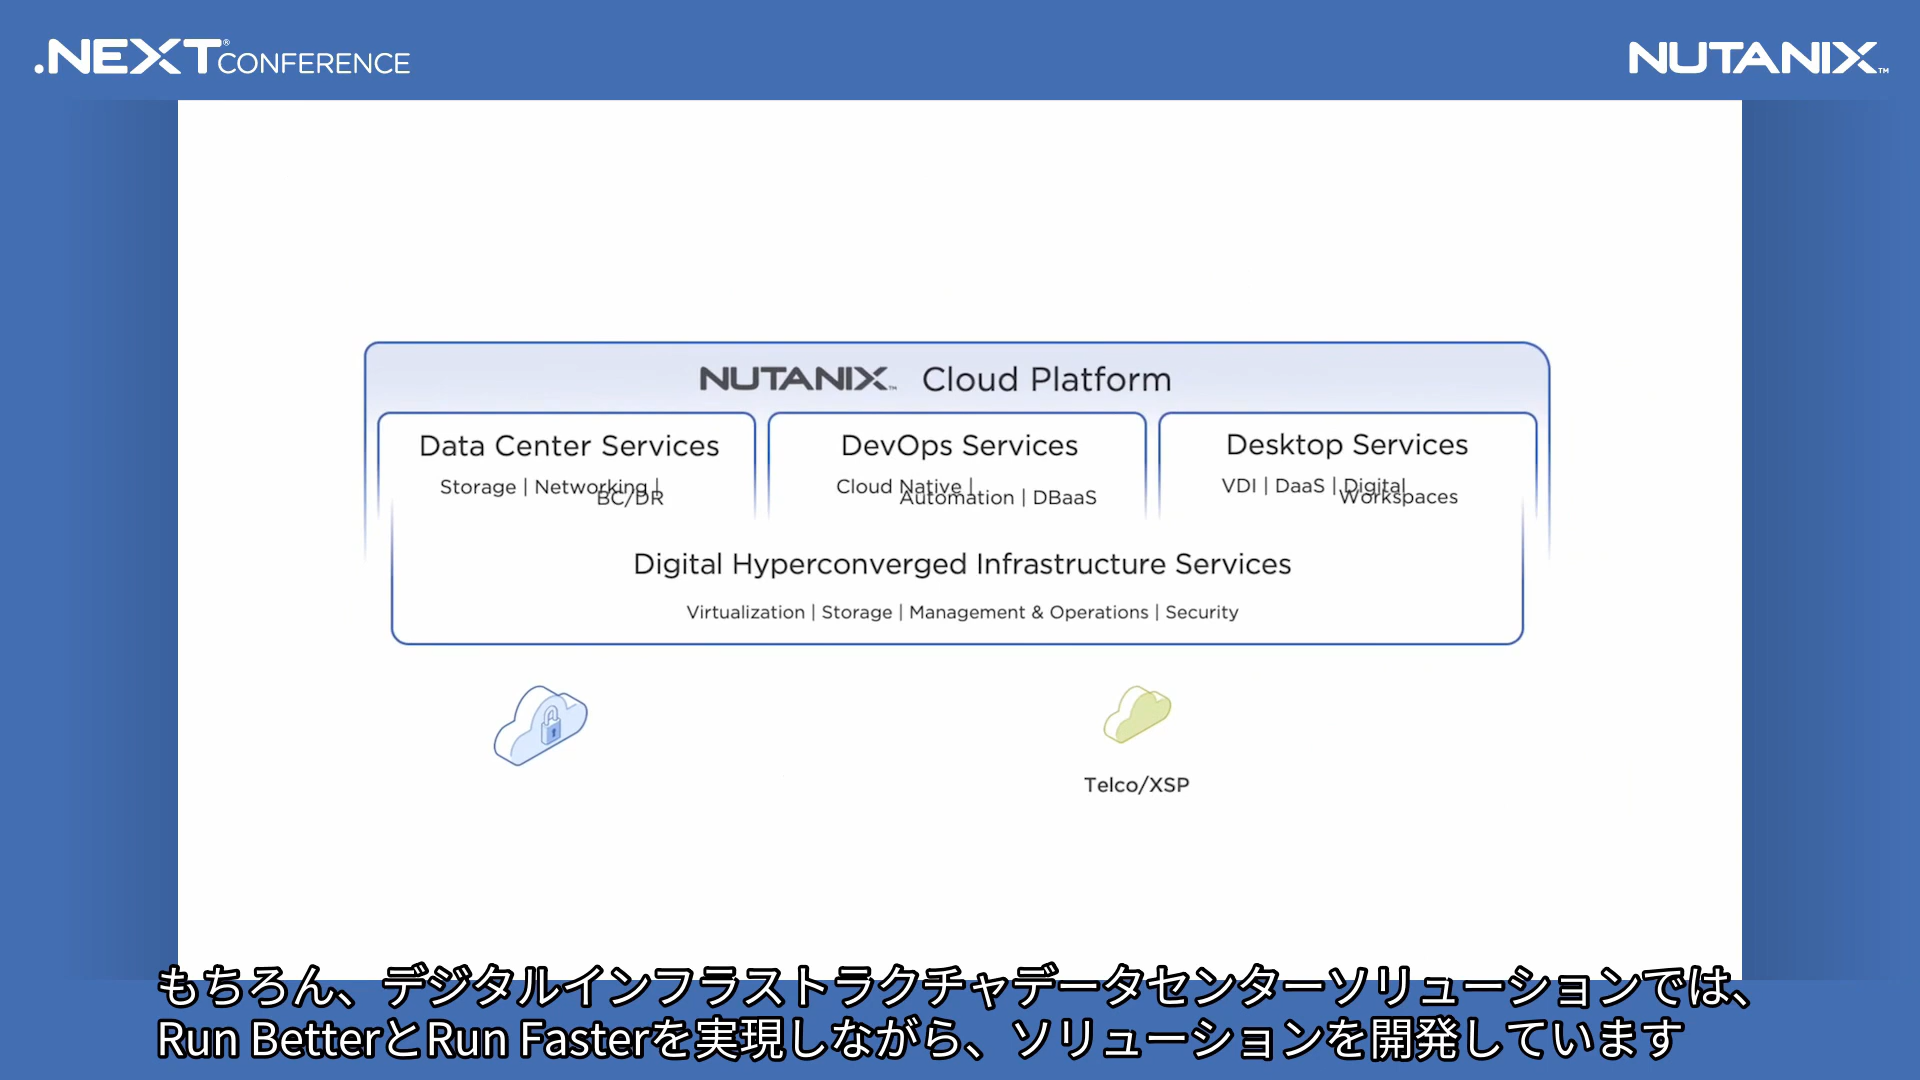 .NEXT® CONFERENCE
NUTANIX™
NUTANIX™ Cloud Platform
Data Center Services
Storage | Networking |
BC/DR
DevOps Services
Cloud Native |
Automation | DBaaS
Desktop Services
VDI | DaaS | Digital
Workspaces
Digital Hyperconverged Infrastructure Services
Virtualization | Storage | Management & Operations | Security
Telco/XSP
もちろん、デジタルインフラストラクチャデータセンターソリューションでは、
Run BetterとRun Fasterを実現しながら、ソリューションを開発しています